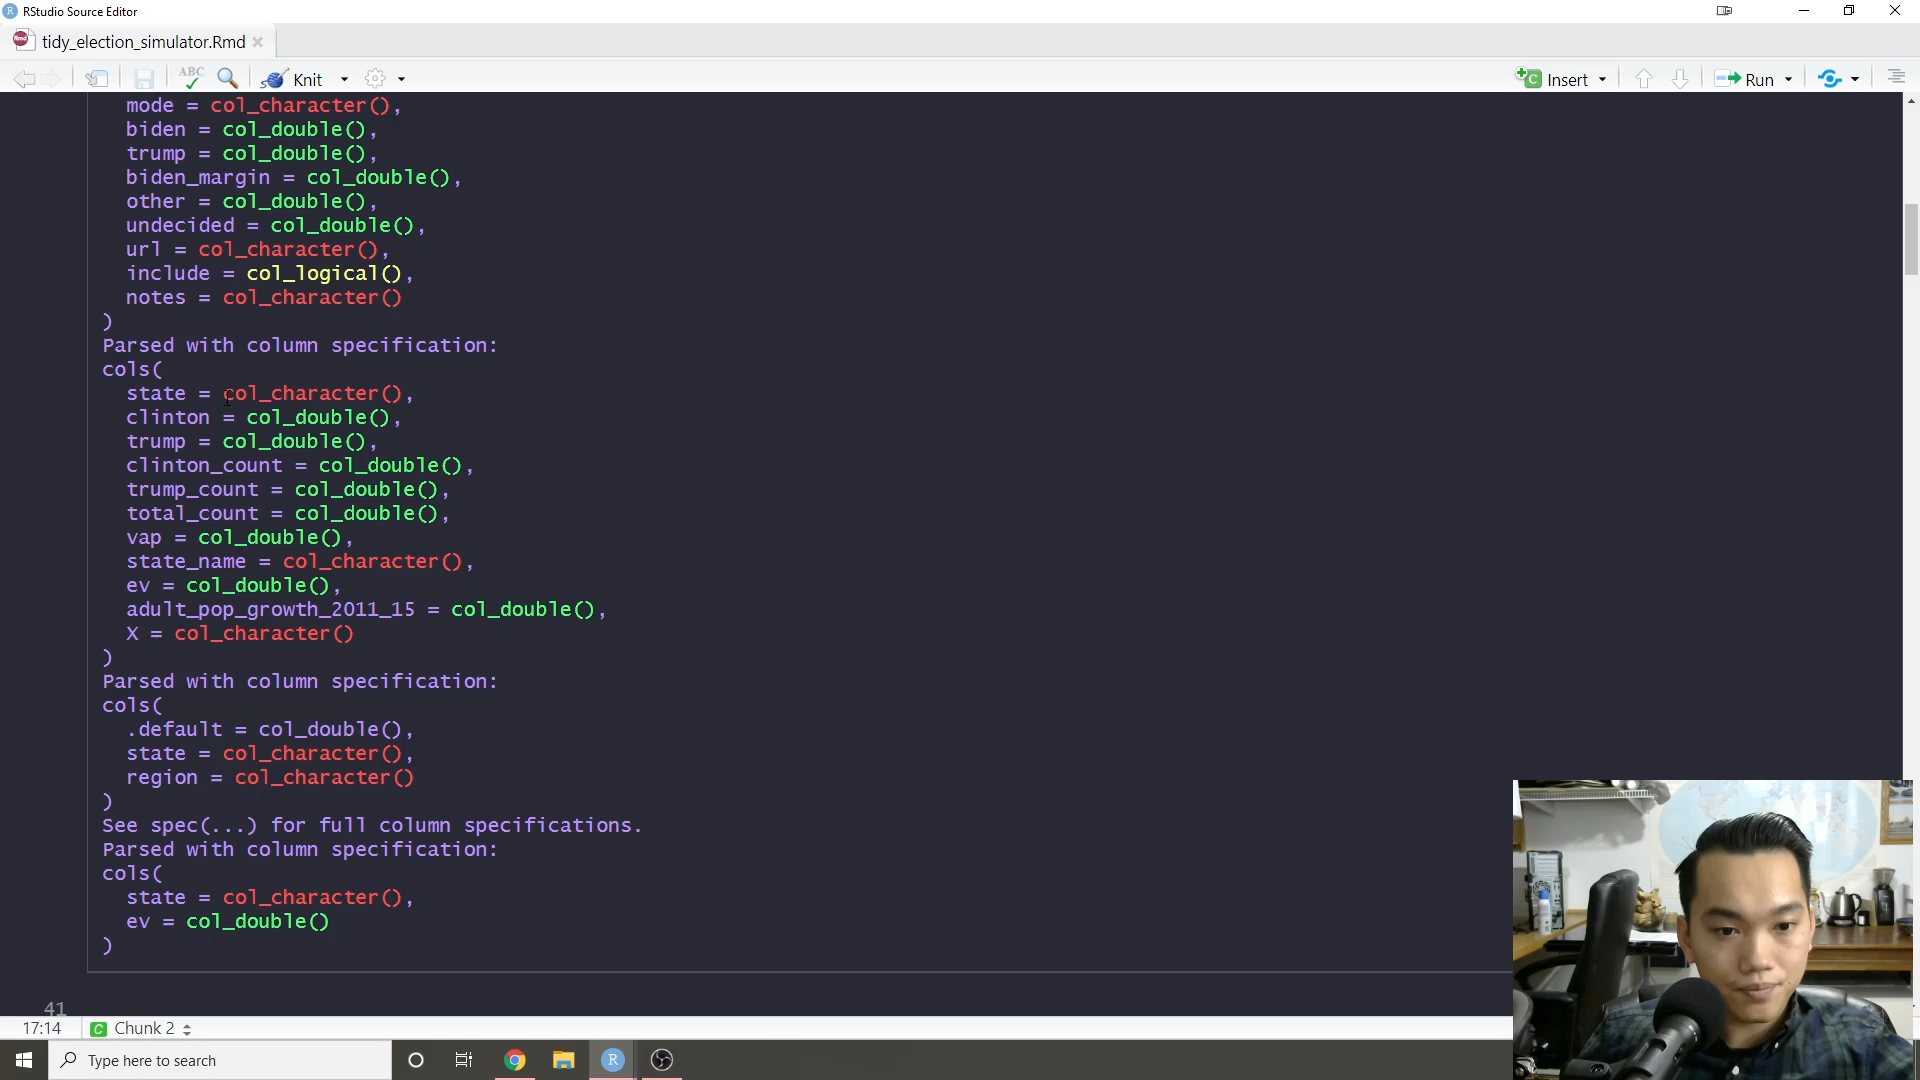 RStudio Source Editor
tidy_election_simulator.Rmd
ABC
Knit
Insert
Run
mode = col_character(),
biden = col_double(),
trump = col_double(),
biden_margin = col_double(),
other = col_double(),
undecided = col_double(),
url = col_character(),
include = col_logical(),
notes = col_character()
)
Parsed with column specification:
cols(
state = col_character(),
clinton = col_double(),
trump = col_double(),
clinton_count = col_double(),
trump_count = col_double(),
total_count = col_double(),
vap = col_double(),
state_name = col_character(),
ev = col_double(),
adult_pop_growth_2011_15 = col_double(),
X = col_character()
)
Parsed with column specification:
cols(
.default = col_double(),
state = col_character(),
region = col_character()
)
See spec(...) for full column specifications.
Parsed with column specification:
cols(
state = col_character(),
ev = col_double()
)
41
17:14 C Chunk 2
Type here to search